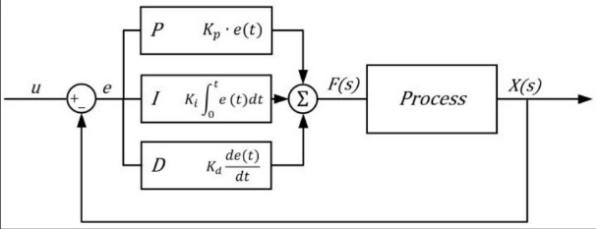 P K_p · e(t)
u
+
−
e
I K_i ∫_0^t e (t)dt
Σ
F(s)
Process
X(s)
D K_d de(t)/dt